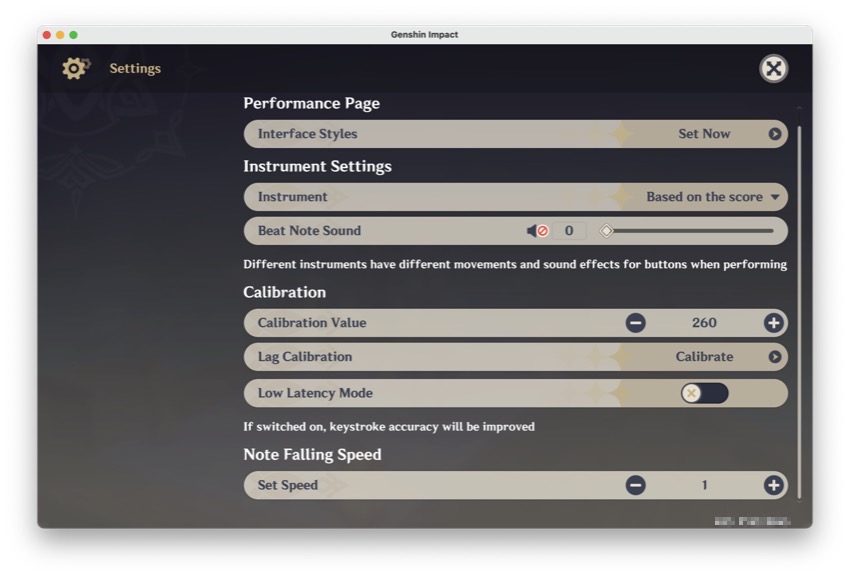 Genshin Impact
Settings
Performance Page
Interface Styles Set Now
Instrument Settings
Instrument Based on the score
Beat Note Sound 0
Different instruments have different movements and sound effects for buttons when performing
Calibration
Calibration Value 260
Lag Calibration Calibrate
Low Latency Mode
If switched on, keystroke accuracy will be improved
Note Falling Speed
Set Speed 1